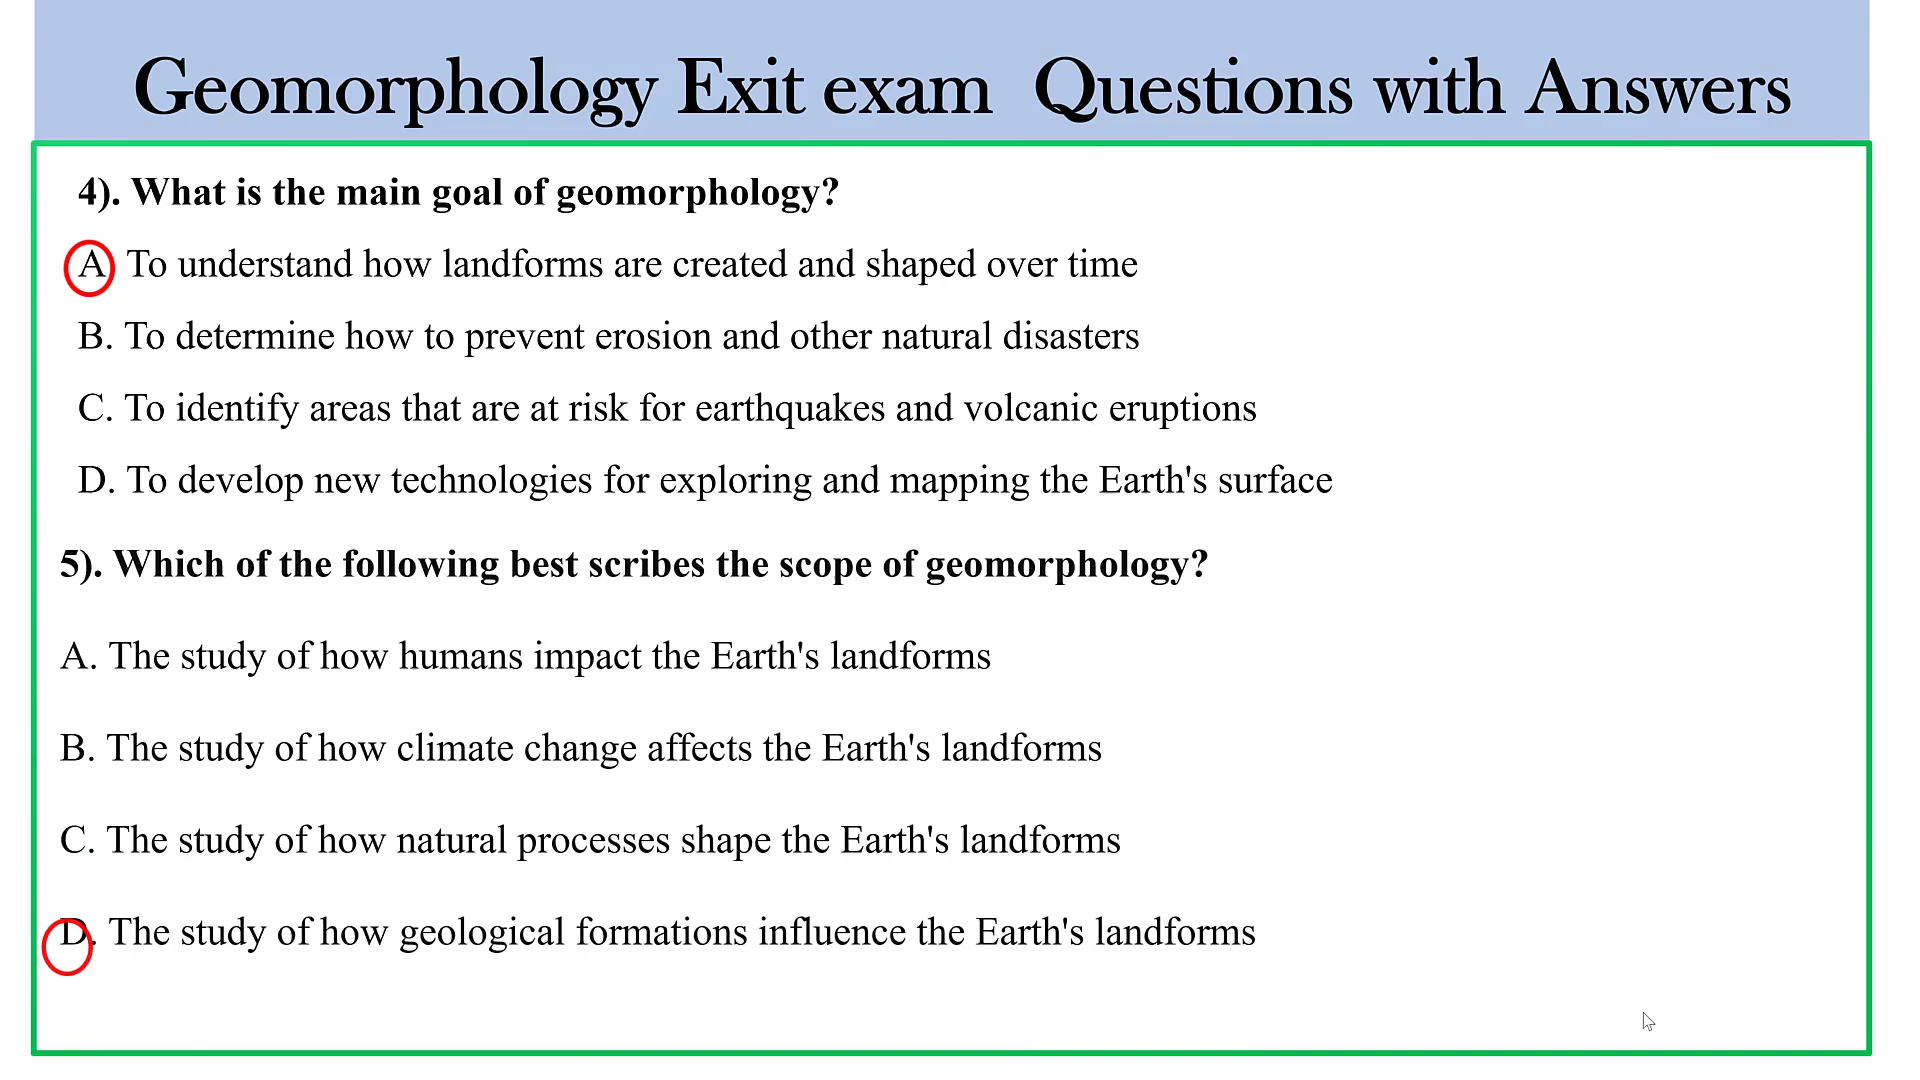 Geomorphology Exit exam Questions with Answers
4). What is the main goal of geomorphology?
A. To understand how landforms are created and shaped over time
B. To determine how to prevent erosion and other natural disasters
C. To identify areas that are at risk for earthquakes and volcanic eruptions
D. To develop new technologies for exploring and mapping the Earth's surface
5). Which of the following best scribes the scope of geomorphology?
A. The study of how humans impact the Earth's landforms
B. The study of how climate change affects the Earth's landforms
C. The study of how natural processes shape the Earth's landforms
D. The study of how geological formations influence the Earth's landforms